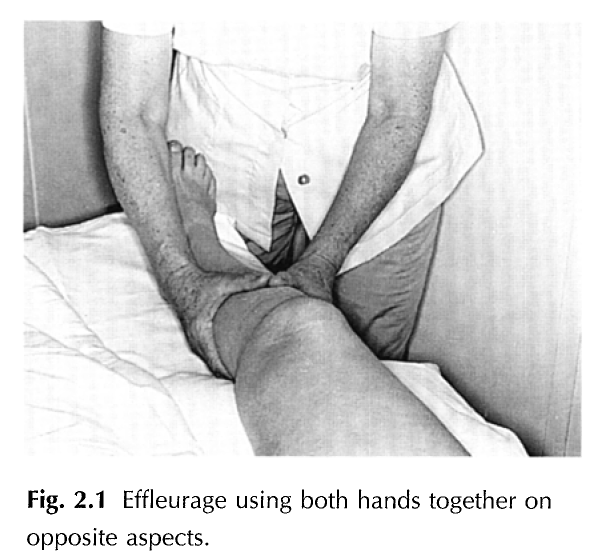 Fig. 2.1 Effleurage using both hands together on
opposite aspects.